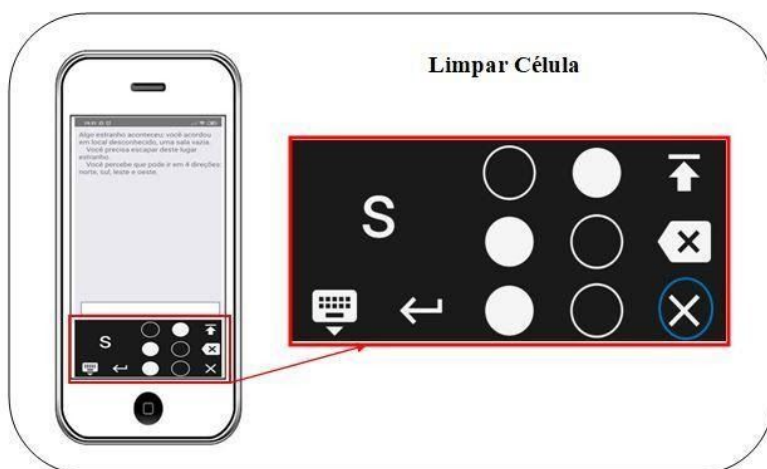 Limpar Célula
Algo estranho aconteceu: você acordou
em local desconhecido, uma sala vazia.
Você precisa escapar deste lugar
estranho.
Você percebe que pode ir em 4 direções:
norte, sul, leste e oeste.
S
S